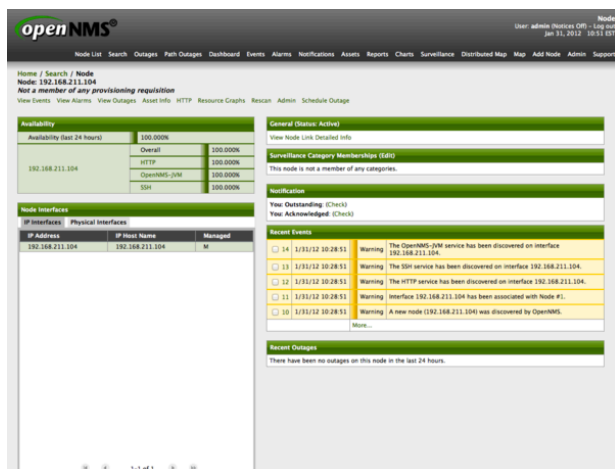 openNMS®
Node
User: admin (Notices Off) - Log out
Jan 31, 2012 10:51 EST
Node List Search Outages Path Outages Dashboard Events Alarms Notifications Assets Reports Charts Surveillance Distributed Map Map Add Node Admin Support
Home / Search / Node
Node: 192.168.211.104
Not a member of any provisioning requisition
View Events View Alarms View Outages Asset Info HTTP Resource Graphs Rescan Admin Schedule Outage
Availability
Availability (last 24 hours) 100.000%
192.168.211.104
Overall 100.000%
HTTP 100.000%
OpenNMS-JVM 100.000%
SSH 100.000%
Node Interfaces
IP Interfaces Physical Interfaces
IP Address IP Host Name Managed
192.168.211.104 192.168.211.104 M
1-1 of 1
General (Status: Active)
View Node Link Detailed Info
Surveillance Category Memberships (Edit)
This node is not a member of any categories.
Notification
You: Outstanding: (Check)
You: Acknowledged: (Check)
Recent Events
14 1/31/12 10:28:51 Warning The OpenNMS-JVM service has been discovered on interface
192.168.211.104.
13 1/31/12 10:28:51 Warning The SSH service has been discovered on interface 192.168.211.104.
12 1/31/12 10:28:51 Warning The HTTP service has been discovered on interface 192.168.211.104.
11 1/31/12 10:28:51 Warning Interface 192.168.211.104 has been associated with Node #1.
10 1/31/12 10:28:51 Warning A new node (192.168.211.104) was discovered by OpenNMS.
More...
Recent Outages
There have been no outages on this node in the last 24 hours.